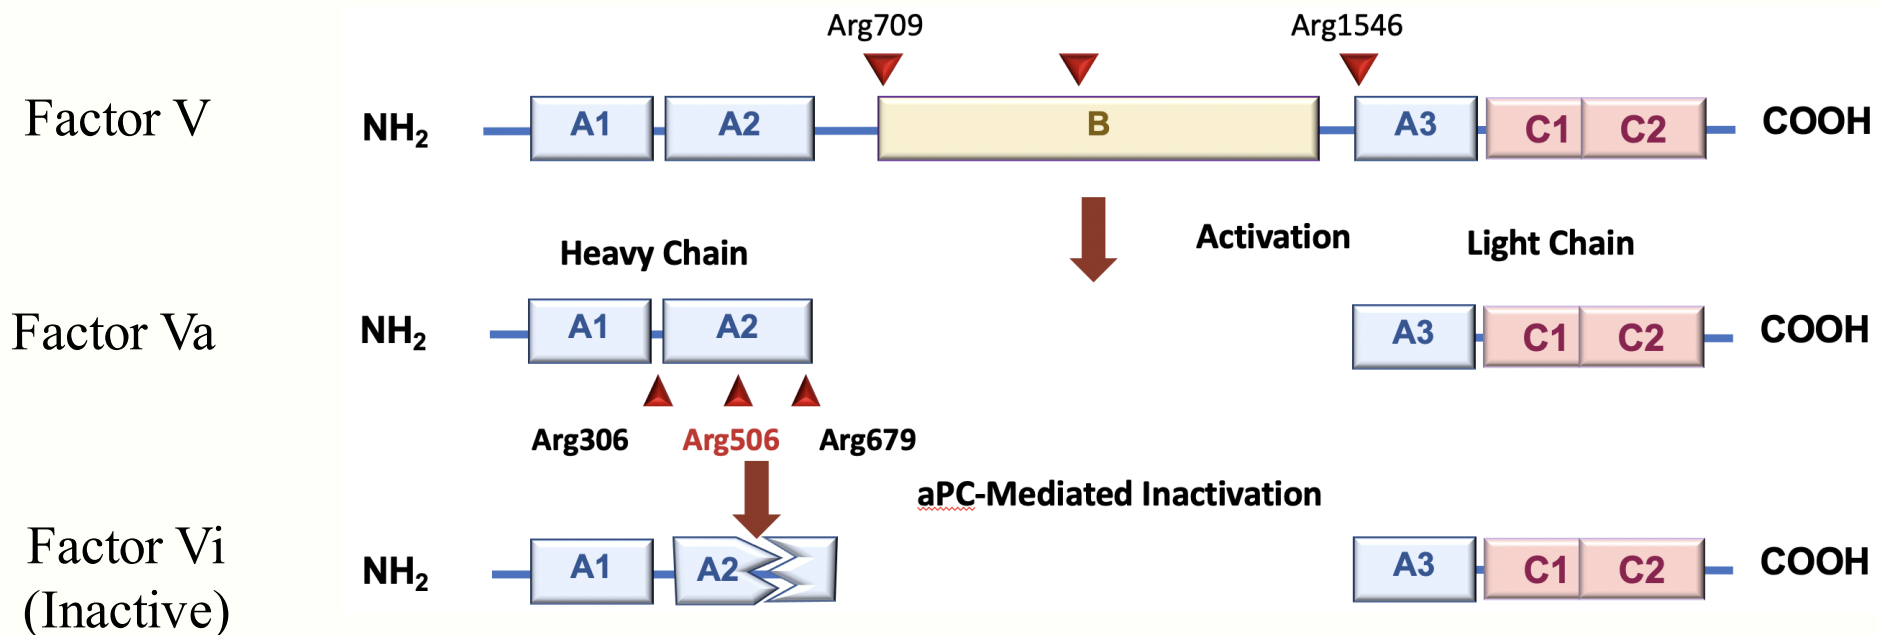 Arg709 Arg1546
Factor V NH2 A1 A2 B A3 C1 C2 COOH
Activation
Heavy Chain Light Chain
Factor Va NH2 A1 A2 A3 C1 C2 COOH
Arg306 Arg506 Arg679
aPC-Mediated Inactivation
Factor Vi
(Inactive)
NH2 A1 A2 A3 C1 C2 COOH